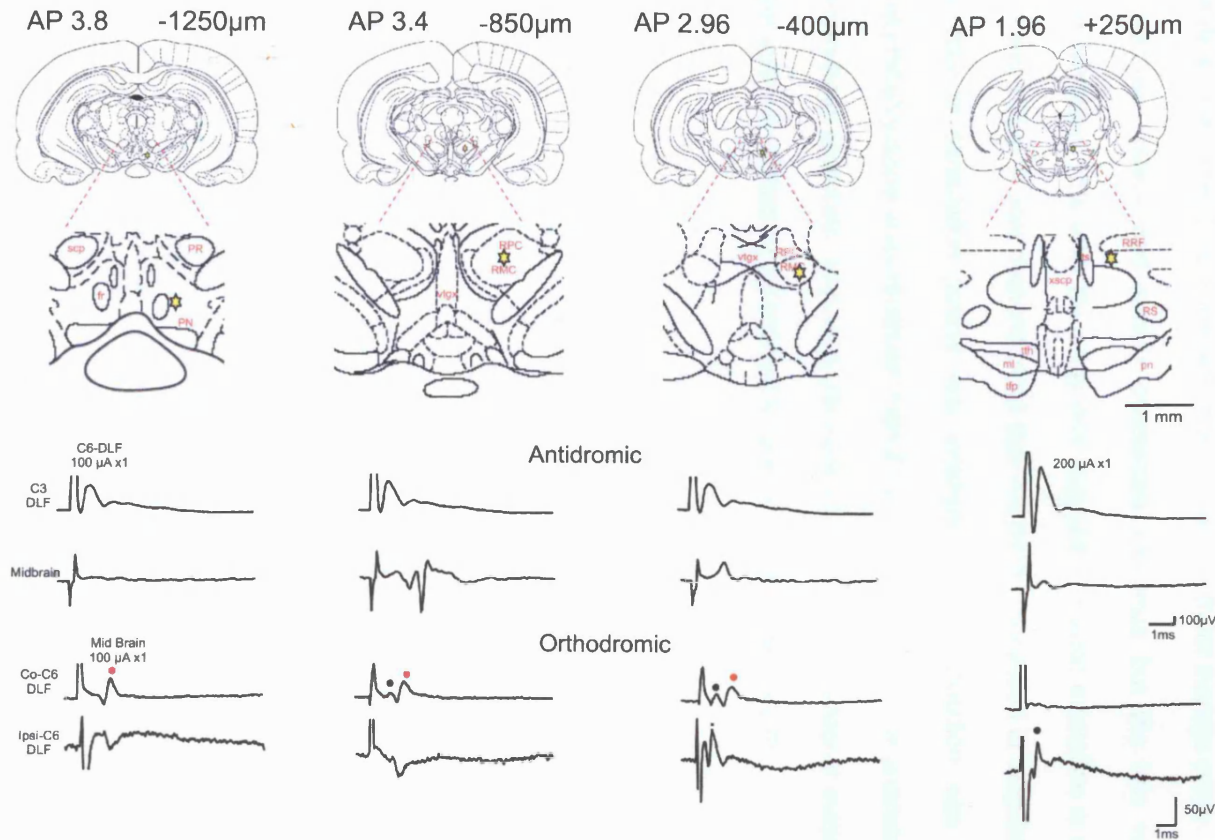 AP 3.8 -1250µm
AP 3.4 -850µm
AP 2.96 -400µm
AP 1.96 +250µm
scp
PR
fr
PN
RPC
RMC
vtgx
vtgx
RRF
xscp
RS
tfh
ml
tfp
pn
1 mm
Antidromic
C6-DLF
100 µA x1
200 µA x1
C3
DLF
Midbrain
100µV
1ms
Orthodromic
Mid Brain
100 µA x1
Co-C6
DLF
Ipsi-C6
DLF
50µV
1ms